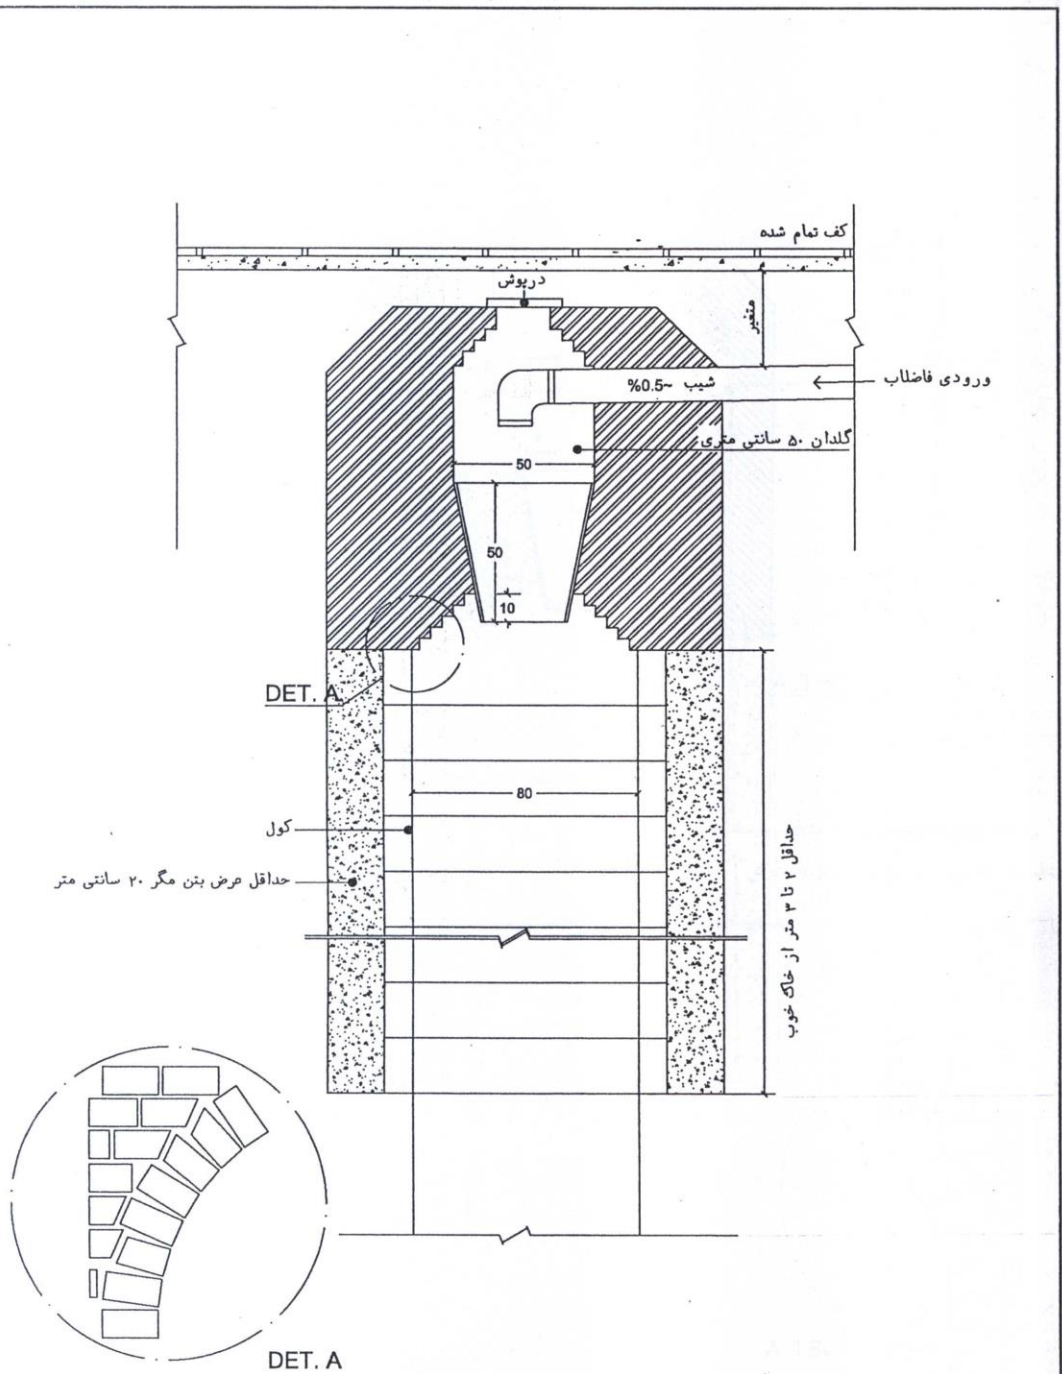 کف تمام شده
درپوش
متغیر
ورودی فاضلاب
شیب ~0.5%
گلدان ۵۰ سانتی متری
50
50
10
DET. A
80
کول
حداقل عرض بتن مگر ۲۰ سانتی متر
حداقل ۲ تا ۳ متر از خاک خوب
DET. A